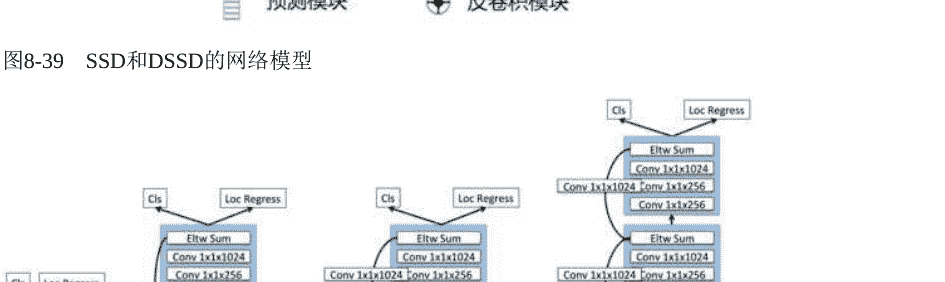 预测模块 反卷积模块
图8-39 SSD和DSSD的网络模型
Cls Loc Regress
Eltw Sum
Conv 1x1x1024
Conv 1x1x1024 Conv 1x1x256
Conv 1x1x256
Cls Loc Regress
Cls Loc Regress
Eltw Sum
Eltw Sum
Eltw Sum
Conv 1x1x1024
Conv 1x1x1024
Conv 1x1x1024
Conv 1x1x256
Conv 1x1x1024 Conv 1x1x256
Conv 1x1x1024 Conv 1x1x256
Cls Loc Regress